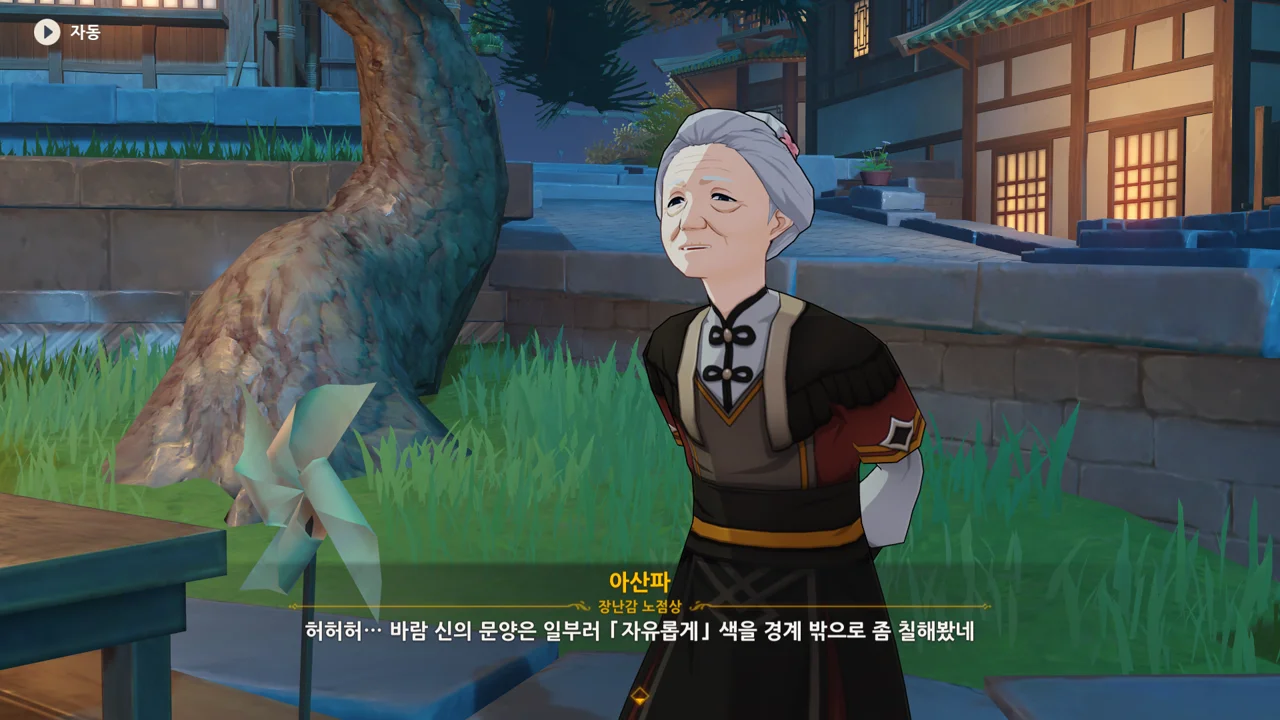 자동
아산파
장난감 노점상
허허허… 바람 신의 문양은 일부러 「자유롭게」 색을 경계 밖으로 좀 칠해봤네